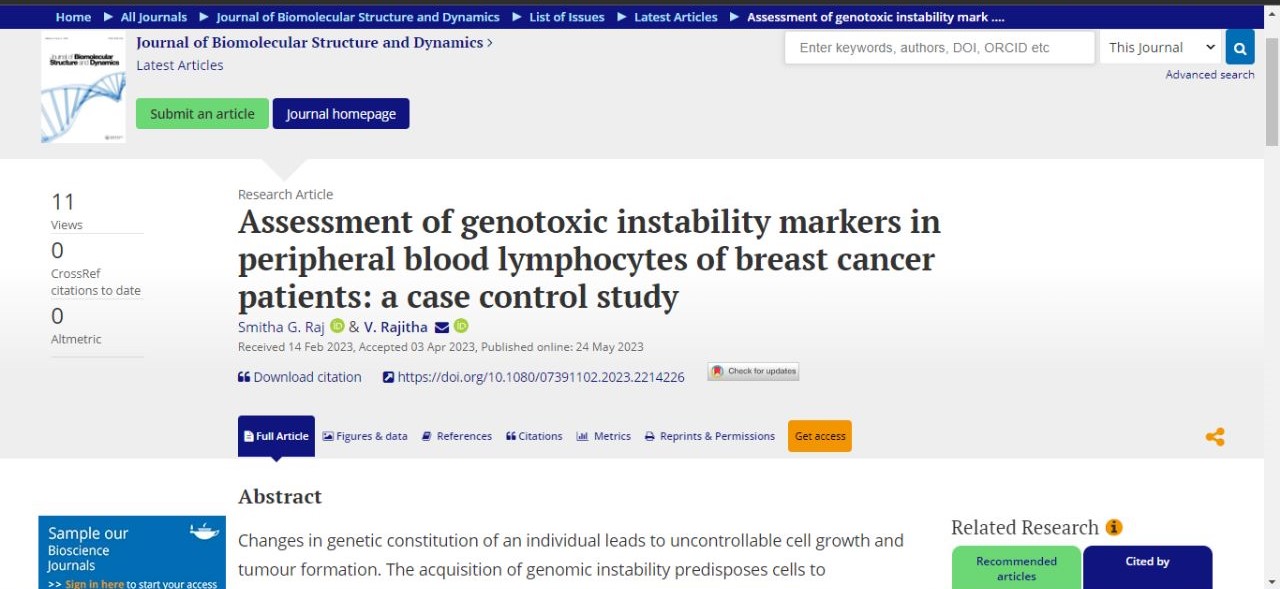 Home ▶ All Journals ▶ Journal of Biomolecular Structure and Dynamics ▶ List of Issues ▶ Latest Articles ▶ Assessment of genotoxic instability mark ....
Journal of Biomolecular Structure and Dynamics ›
Latest Articles
Enter keywords, authors, DOI, ORCID etc
This Journal
Advanced search
Journal of Biomolecular
Structure and Dynamics
Submit an article
Journal homepage
11
Views
0
CrossRef
citations to date
0
Altmetric
Research Article
Assessment of genotoxic instability markers in
peripheral blood lymphocytes of breast cancer
patients: a case control study
Smitha G. Raj iD & V. Rajitha iD
Received 14 Feb 2023, Accepted 03 Apr 2023, Published online: 24 May 2023
Download citation https://doi.org/10.1080/07391102.2023.2214226 Check for updates
Full Article Figures & data References Citations Metrics Reprints & Permissions Get access
Abstract
Changes in genetic constitution of an individual leads to uncontrollable cell growth and
tumour formation. The acquisition of genomic instability predisposes cells to
Sample our
Bioscience
Journals
>> Sign in here to start your access
Related Research i
Recommended
articles
Cited by